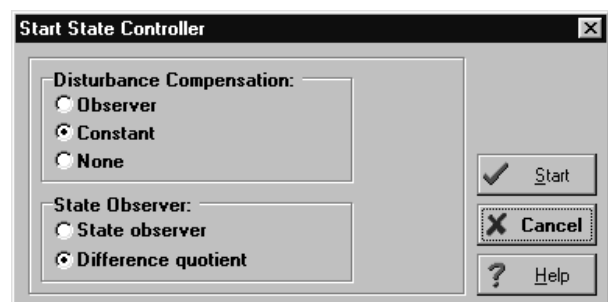 Start State Controller
Disturbance Compensation:
Observer
Constant
None
State Observer:
State observer
Difference quotient
Start
Cancel
Help